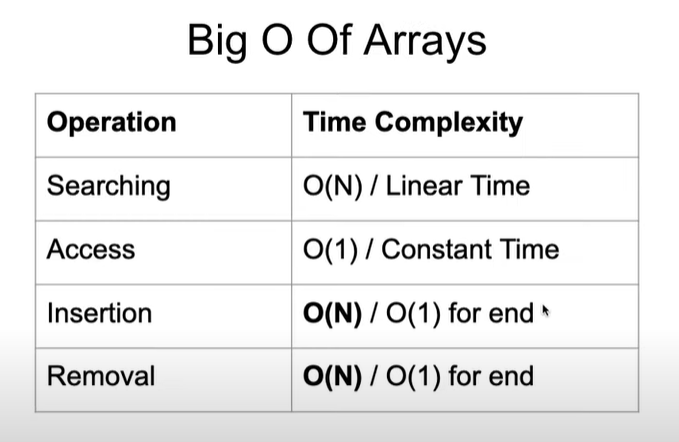 Big O Of Arrays
Operation Time Complexity
Searching O(N) / Linear Time
Access O(1) / Constant Time
Insertion O(N) / O(1) for end
Removal O(N) / O(1) for end